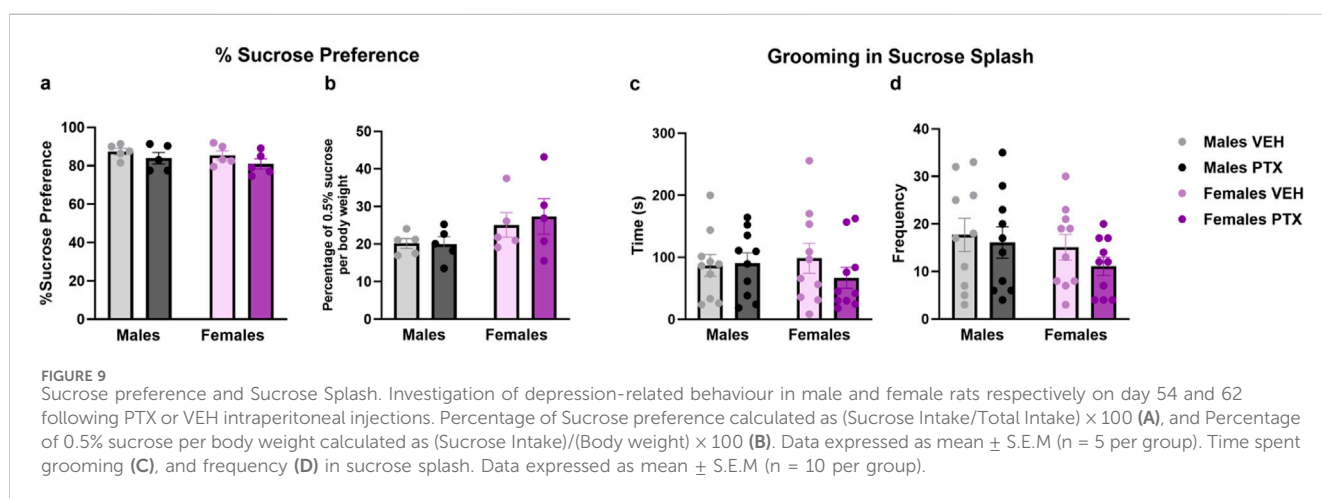 % Sucrose Preference
Grooming in Sucrose Splash
a
b
c
d
%Sucrose Preference
100
80
60
40
20
0
Males
Females
Percentage of 0.5% sucrose
per body weight
50
40
30
20
10
0
Males
Females
Time (s)
300
200
100
0
Males
Females
Frequency
40
30
20
10
0
Males
Females
Males VEH
Males PTX
Females VEH
Females PTX
FIGURE 9
Sucrose preference and Sucrose Splash. Investigation of depression-related behaviour in male and female rats respectively on day 54 and 62
following PTX or VEH intraperitoneal injections. Percentage of Sucrose preference calculated as (Sucrose Intake/Total Intake) × 100 (A), and Percentage
of 0.5% sucrose per body weight calculated as (Sucrose Intake)/(Body weight) × 100 (B). Data expressed as mean ± S.E.M (n = 5 per group). Time spent
grooming (C), and frequency (D) in sucrose splash. Data expressed as mean ± S.E.M (n = 10 per group).